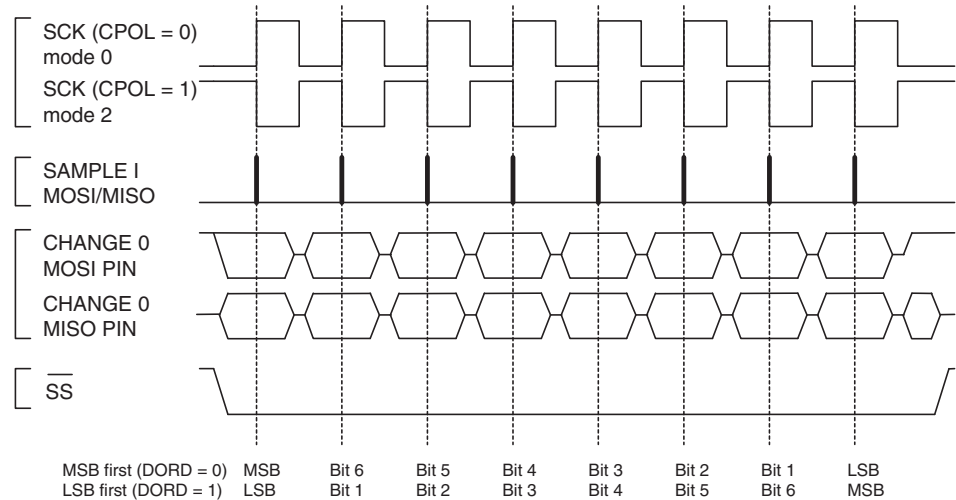 SCK (CPOL = 0)
mode 0
SCK (CPOL = 1)
mode 2
SAMPLE I
MOSI/MISO
CHANGE 0
MOSI PIN
CHANGE 0
MISO PIN
SS
MSB first (DORD = 0) MSB Bit 6 Bit 5 Bit 4 Bit 3 Bit 2 Bit 1 LSB
LSB first (DORD = 1) LSB Bit 1 Bit 2 Bit 3 Bit 4 Bit 5 Bit 6 MSB